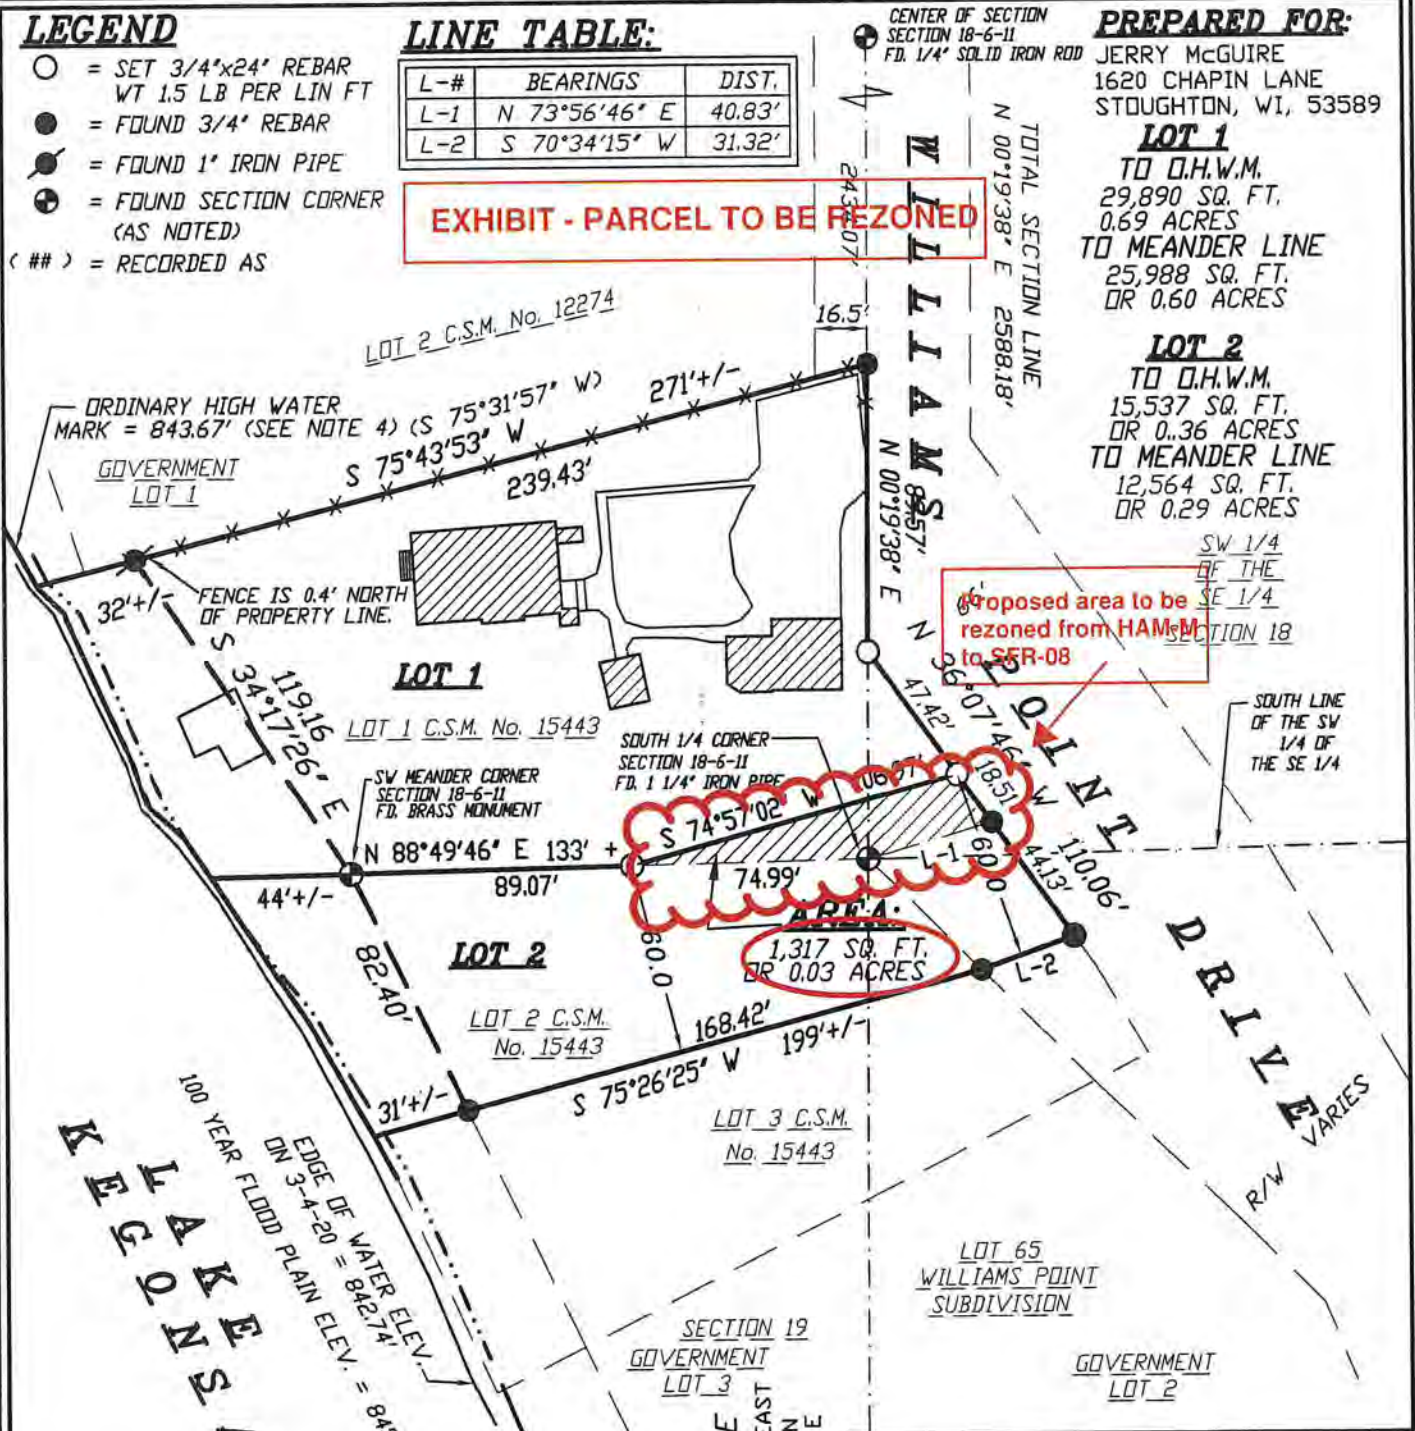 LEGEND
= SET 3/4"x24" REBAR
WT 1.5 LB PER LIN FT
= FOUND 3/4" REBAR
= FOUND 1" IRON PIPE
= FOUND SECTION CORNER
(AS NOTED)
( ## ) = RECORDED AS
LINE TABLE:
L-# BEARINGS DIST.
L-1 N 73°56'46" E 40.83'
L-2 S 70°34'15" W 31.32'
EXHIBIT - PARCEL TO BE REZONED
CENTER OF SECTION
SECTION 18-6-11
FD. 1/4" SOLID IRON ROD
PREPARED FOR:
JERRY McGUIRE
1620 CHAPIN LANE
STOUGHTON, WI, 53589
LOT 1
TO O.H.W.M.
29,890 SQ. FT.
0.69 ACRES
TO MEANDER LINE
25,988 SQ. FT.
OR 0.60 ACRES
LOT 2
TO O.H.W.M.
15,537 SQ. FT.
OR 0..36 ACRES
TO MEANDER LINE
12,564 SQ. FT.
OR 0.29 ACRES
SW 1/4
OF THE
SE 1/4
SECTION 18
TOTAL SECTION LINE
N 00°19'38" E 2588.18'
WILLIAMS POINT DRIVE
16.5'
LOT 2 C.S.M. No. 12274
ORDINARY HIGH WATER
MARK = 843.67' (SEE NOTE 4)
(S 75°31'57" W)
271'+/-
S 75°43'53" W
239.43'
GOVERNMENT
LOT 1
N 00°19'38" E
32'+/-
FENCE IS 0.4' NORTH
OF PROPERTY LINE.
Proposed area to be
rezoned from HAM-M
to SFR-08
66'
N 36°07'46" W
110.06'
47.42'
18.51
44.13'
S 34°17'26" E
119.16
LOT 1
LOT 1 C.S.M. No. 15443
SOUTH 1/4 CORNER
SECTION 18-6-11
FD. 1 1/4" IRON PIPE
SOUTH LINE
OF THE SW
1/4 OF
THE SE 1/4
SW MEANDER CORNER
SECTION 18-6-11
FD. BRASS MONUMENT
S 74°57'02" W
N 88°49'46" E 133' +
89.07'
44'+/-
74.99'
L-1
60.0
60.0
AREA:
1,317 SQ. FT.
OR 0.03 ACRES
L-2
82.40'
LOT 2
LOT 2 C.S.M.
No. 15443
168.42'
199'+/-
S 75°26'25" W
31'+/-
LOT 3 C.S.M.
No. 15443
R/W VARIES
100 YEAR FLOOD PLAIN ELEV. =
EDGE OF WATER ELEV.
ON 3-4-20 = 842.74'
LAKE
KEGONS
LOT 65
WILLIAMS POINT
SUBDIVISION
SECTION 19
GOVERNMENT
LOT 3
GOVERNMENT
LOT 2
EAST